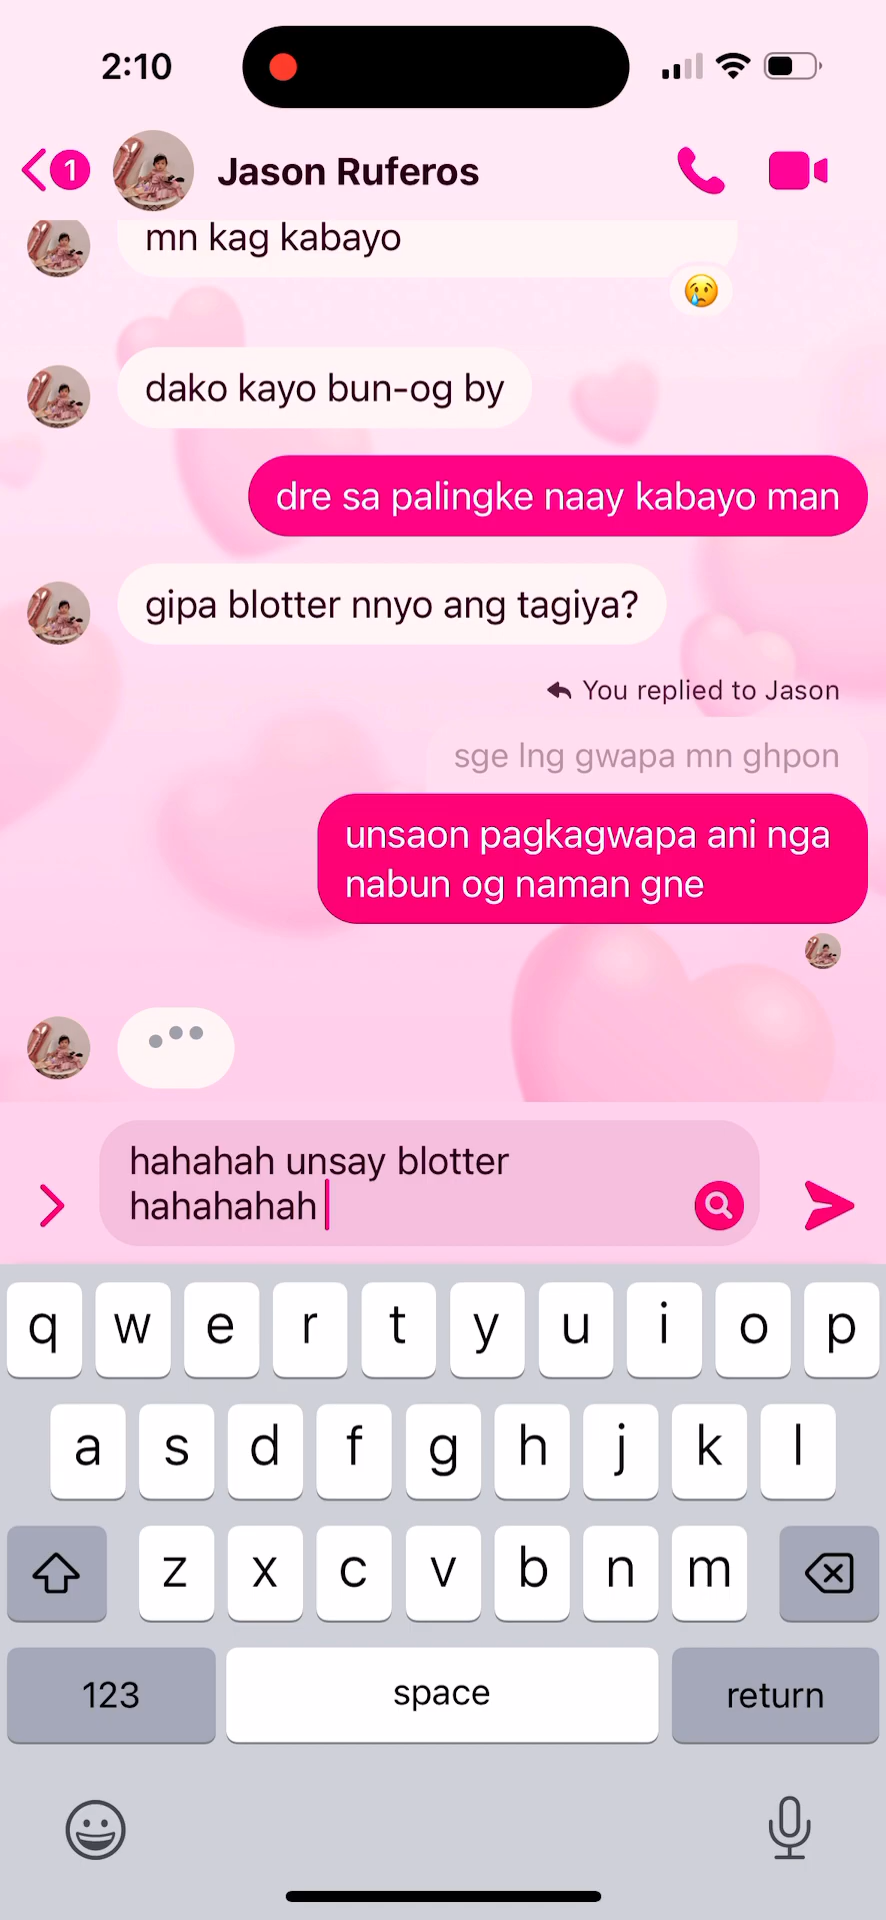 2:10
1
Jason Ruferos
mn kag kabayo
dako kayo bun-og by
dre sa palingke naay kabayo man
gipa blotter nnyo ang tagiya?
You replied to Jason
sge lng gwapa mn ghpon
unsaon pagkagwapa ani nga
nabun og naman gne
hahahah unsay blotter
hahahahah
q w e r t y u i o p
a s d f g h j k l
z x c v b n m
123 space return